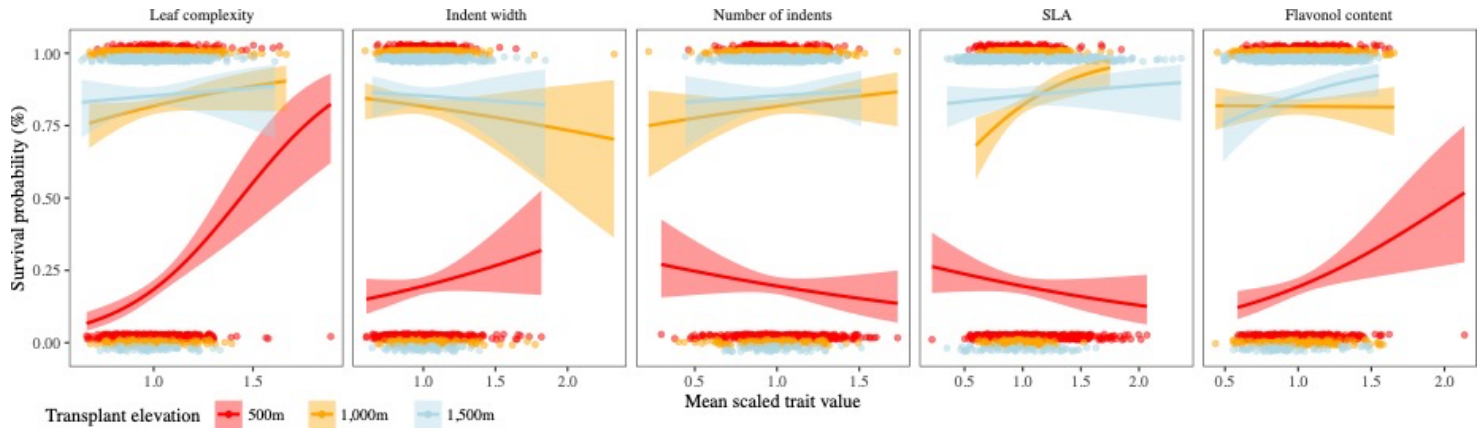 Leaf complexity Indent width Number of indents SLA Flavonol content
Survival probability (%)
1.00
0.75
0.50
0.25
0.00
1.0 1.5 1.0 1.5 2.0 0.5 1.0 1.5 0.5 1.0 1.5 2.0 0.5 1.0 1.5 2.0
Mean scaled trait value
Transplant elevation 500m 1,000m 1,500m